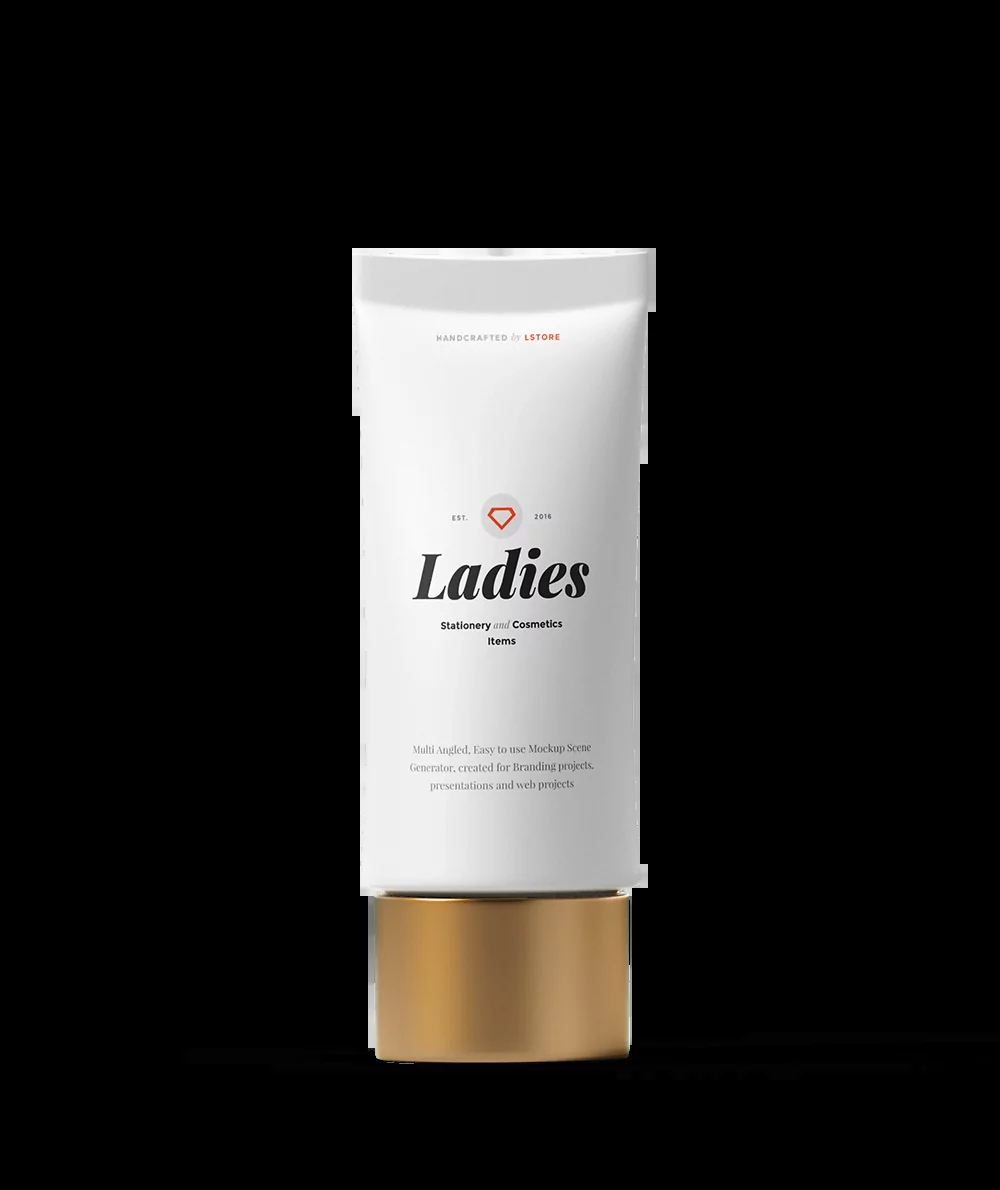 HANDCRAFTED by LSTORE
EST. 2016
Ladies
Stationery and Cosmetics
Items
Multi Angled, Easy to use Mockup Scene
Generator, created for Branding projects,
presentations and web projects